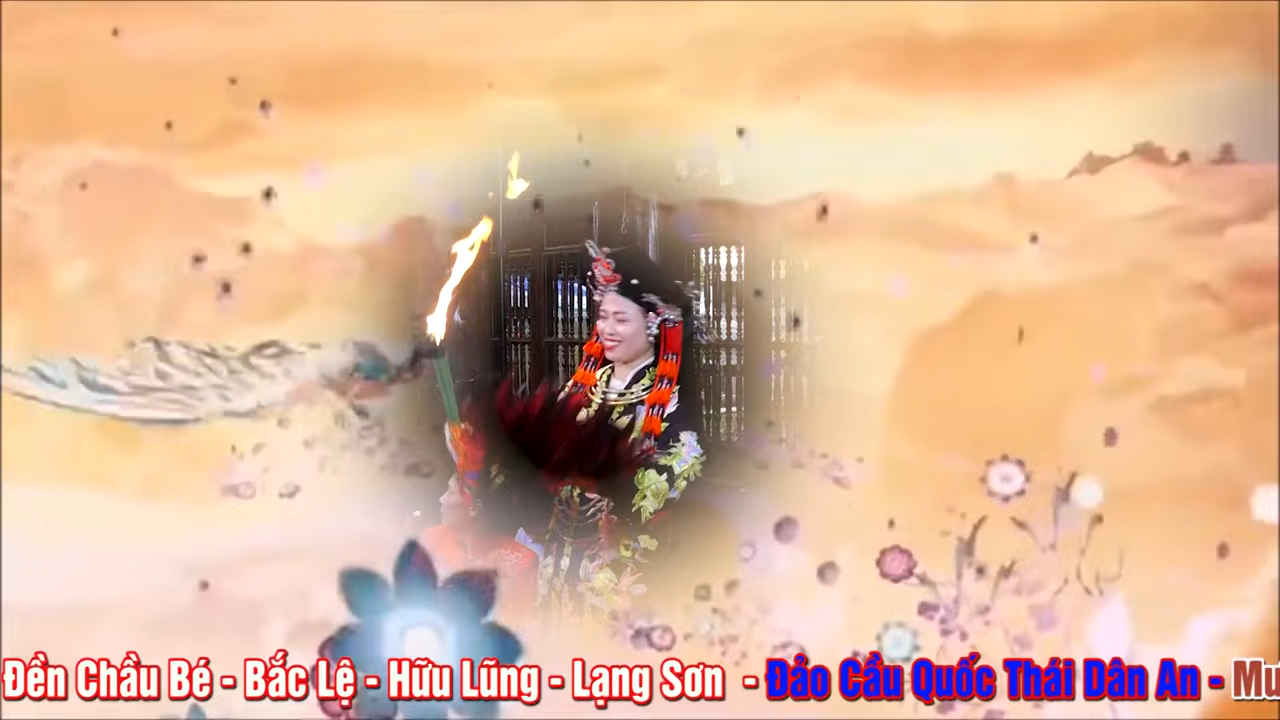 Đền Chầu Bé - Bắc Lệ - Hữu Lũng - Lạng Sơn - Đảo Cầu Quốc Thái Dân An -